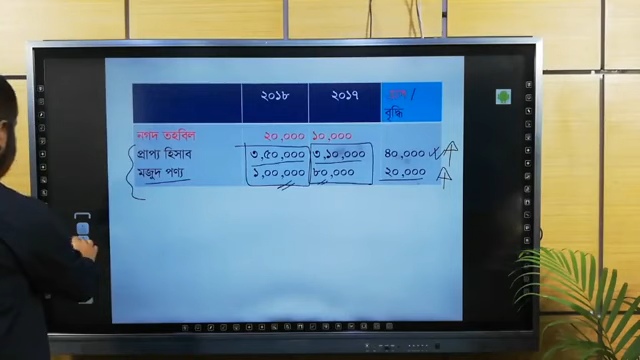 ২০১৮ ২০১৭ হ্রাস /
বৃদ্ধি
নগদ তহবিল ২০,০০০ ১০,০০০
প্রাপ্য হিসাব ৩,৫০,০০০ ৩,১০,০০০ ৪০,০০০
মজুদ পণ্য ১,০০,০০০ ৮০,০০০ ২০,০০০